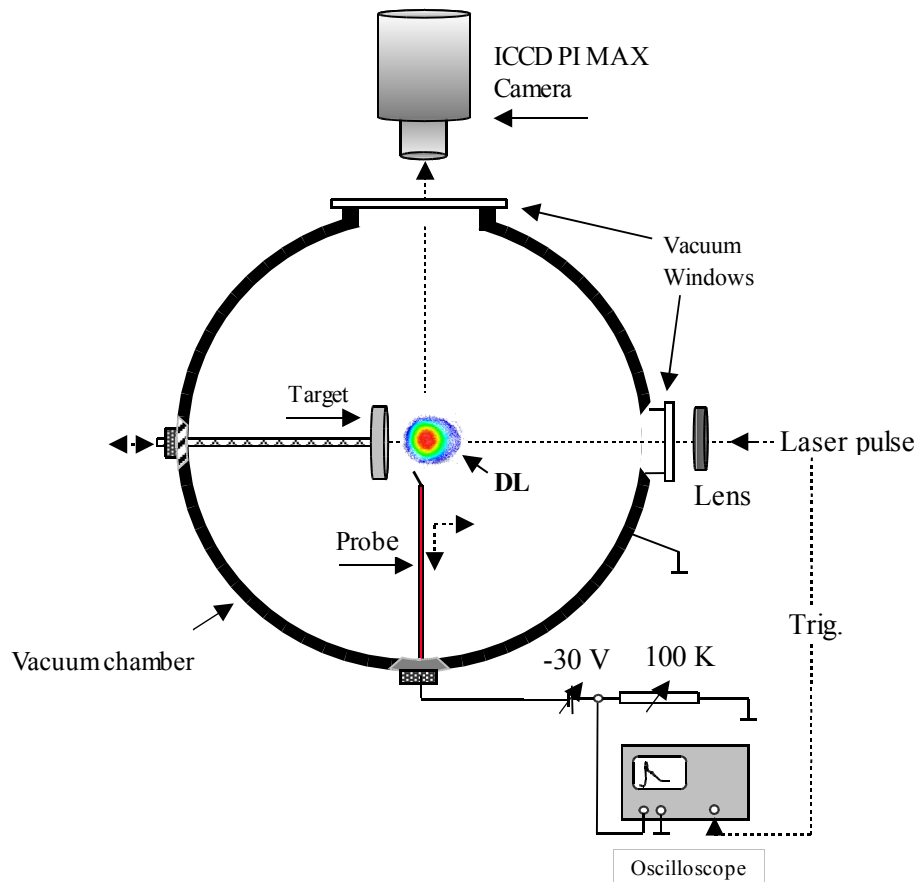 ICCD PI MAX
Camera
Vacuum
Windows
Target
Laser pulse
DL
Lens
Probe
Trig.
Vacuum chamber
-30 V
100 K
Oscilloscope